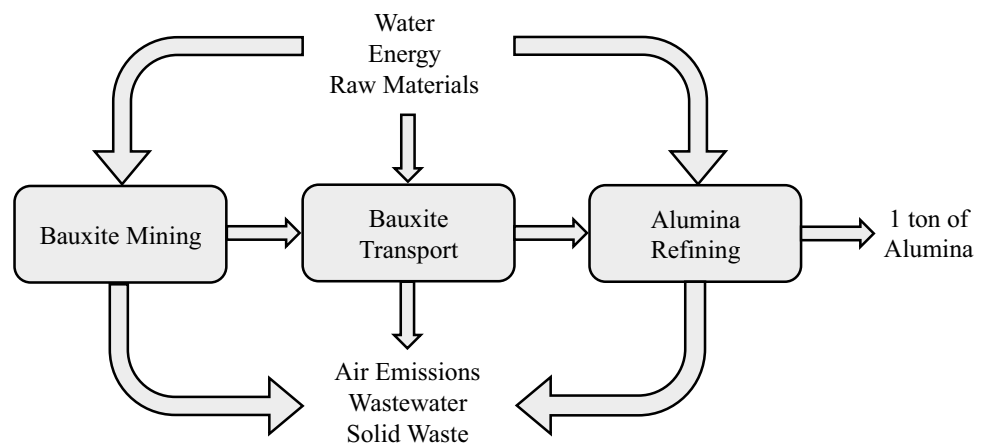 Water
Energy
Raw Materials
Bauxite Mining
Bauxite
Transport
Alumina
Refining
1 ton of
Alumina
Air Emissions
Wastewater
Solid Waste